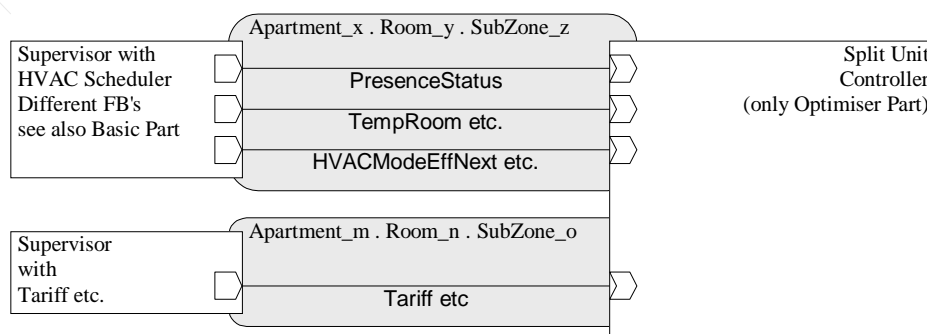 Apartment_x . Room_y . SubZone_z
Supervisor with
HVAC Scheduler
Different FB's
see also Basic Part
PresenceStatus
TempRoom etc.
HVACModeEffNext etc.
Split Unit
Controller
(only Optimiser Part)
Apartment_m . Room_n . SubZone_o
Supervisor
with
Tariff etc.
Tariff etc